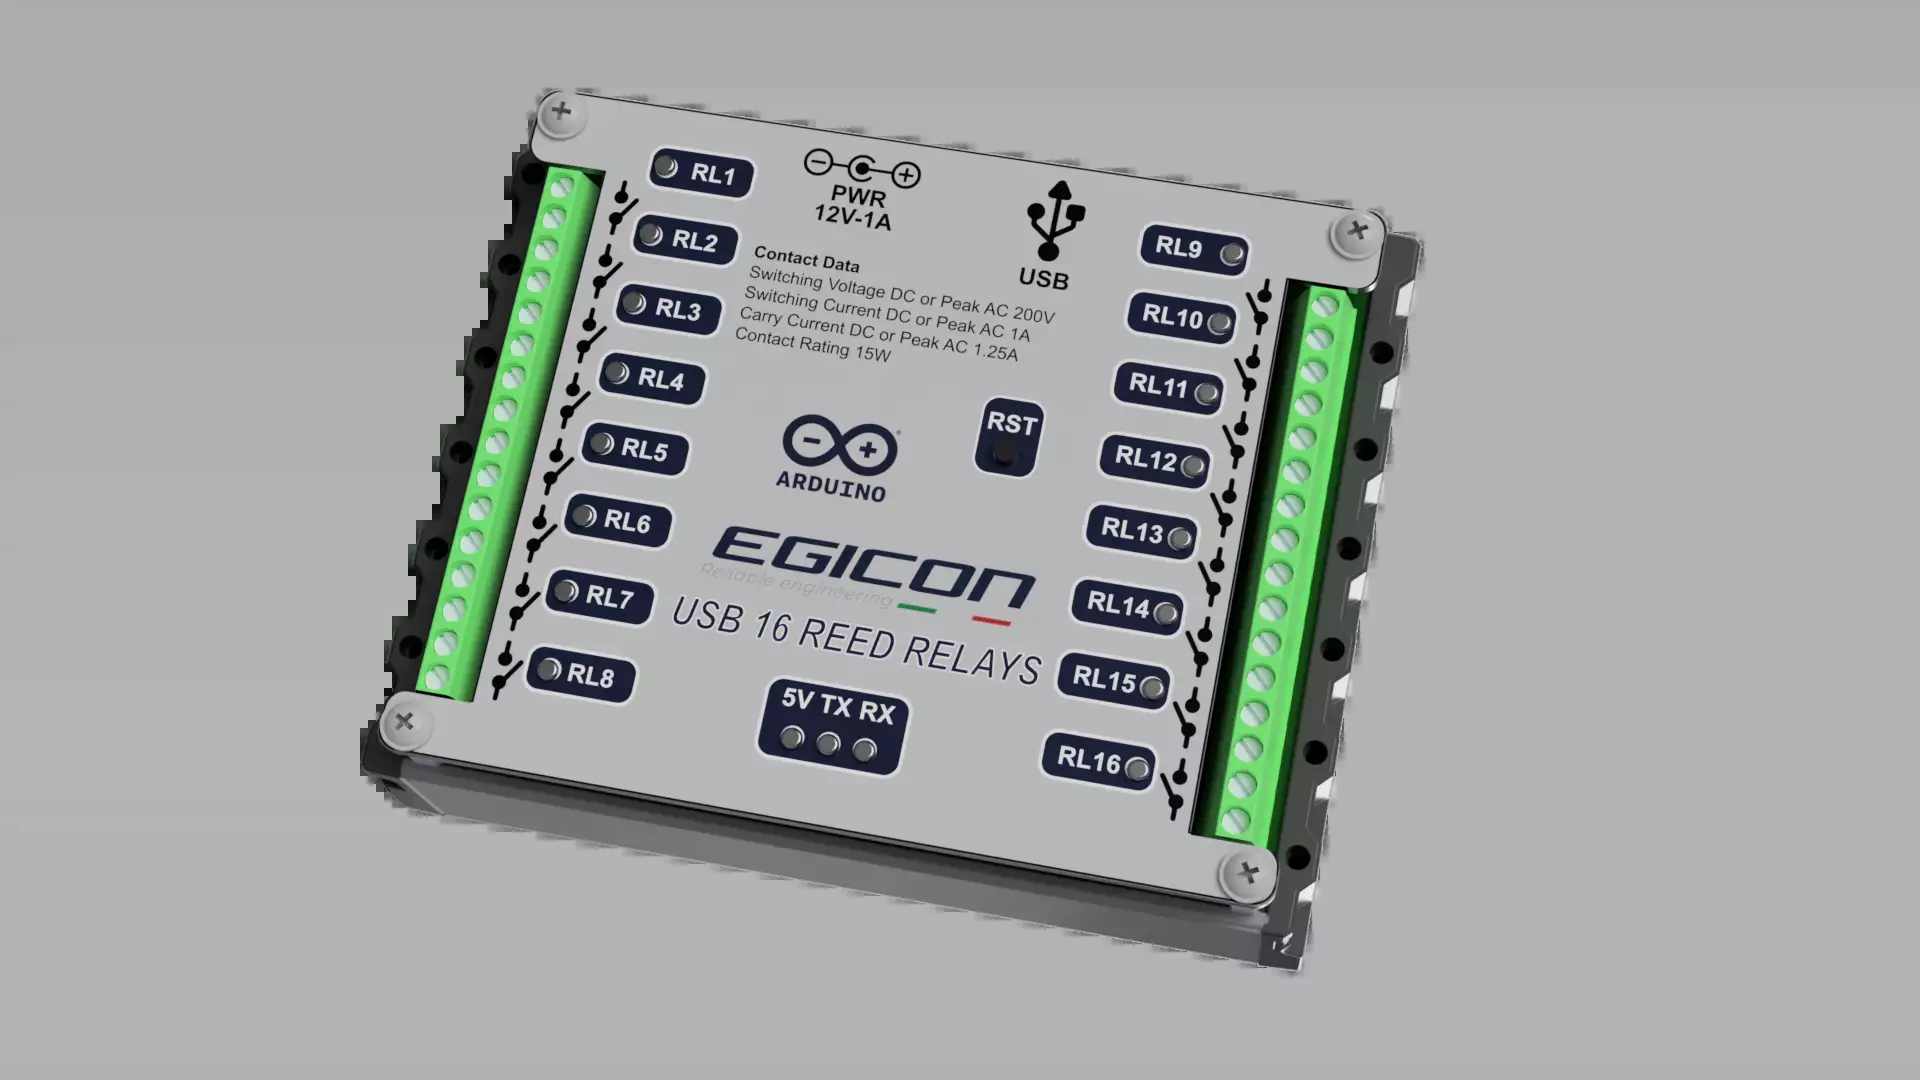 RL1
RL2
RL3
RL4
RL5
RL6
RL7
RL8
PWR
12V-1A
USB
Contact Data
Switching Voltage DC or Peak AC 200V
Switching Current DC or Peak AC 1A
Carry Current DC or Peak AC 1.25A
Contact Rating 15W
RST
ARDUINO
EGICON
Reliable engineering
USB 16 REED RELAYS
5V TX RX
RL9
RL10
RL11
RL12
RL13
RL14
RL15
RL16